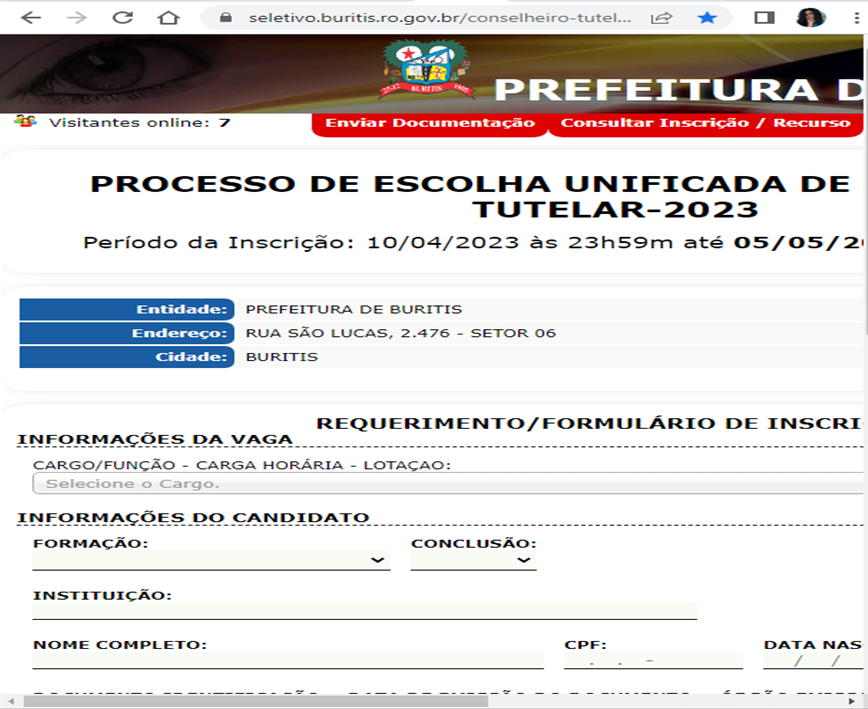 seletivo.buritis.ro.gov.br/conselheiro-tutel...
BURITIS
PREFEITURA D
Visitantes online: 7
Enviar Documentação
Consultar Inscrição / Recurso
PROCESSO DE ESCOLHA UNIFICADA DE
TUTELAR-2023
Período da Inscrição: 10/04/2023 às 23h59m até 05/05/2
Entidade: PREFEITURA DE BURITIS
Endereço: RUA SÃO LUCAS, 2.476 - SETOR 06
Cidade: BURITIS
REQUERIMENTO/FORMULÁRIO DE INSCRI
INFORMAÇÕES DA VAGA
CARGO/FUNÇÃO - CARGA HORÁRIA - LOTAÇAO:
Selecione o Cargo.
INFORMAÇÕES DO CANDIDATO
FORMAÇÃO: CONCLUSÃO:
INSTITUIÇÃO:
NOME COMPLETO: CPF: DATA NAS
. . - / /